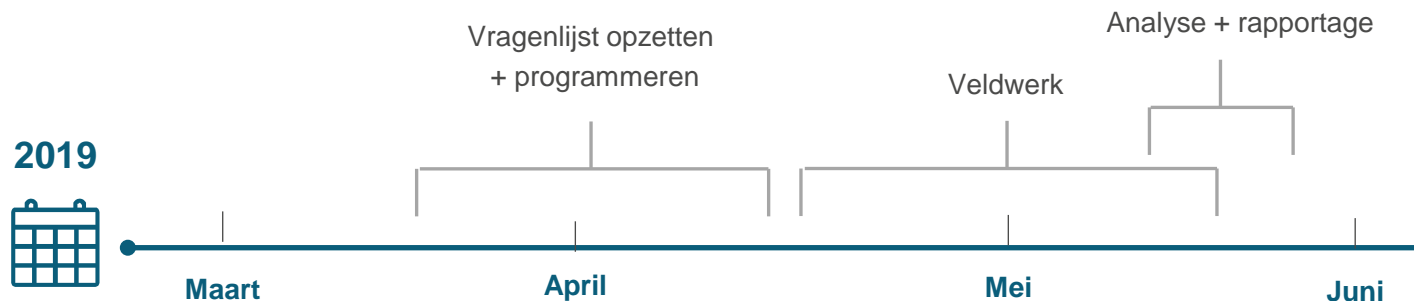 Analyse + rapportage
Vragenlijst opzetten
+ programmeren
Veldwerk
2019
Maart
April
Mei
Juni